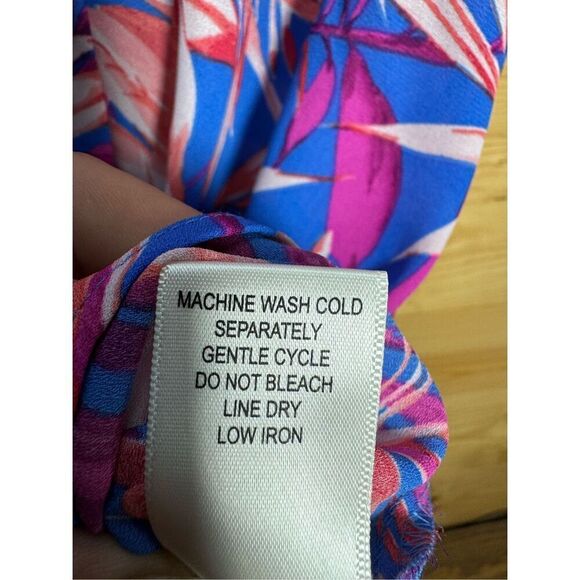 MACHINE WASH COLD
SEPARATELY
GENTLE CYCLE
DO NOT BLEACH
LINE DRY
LOW IRON